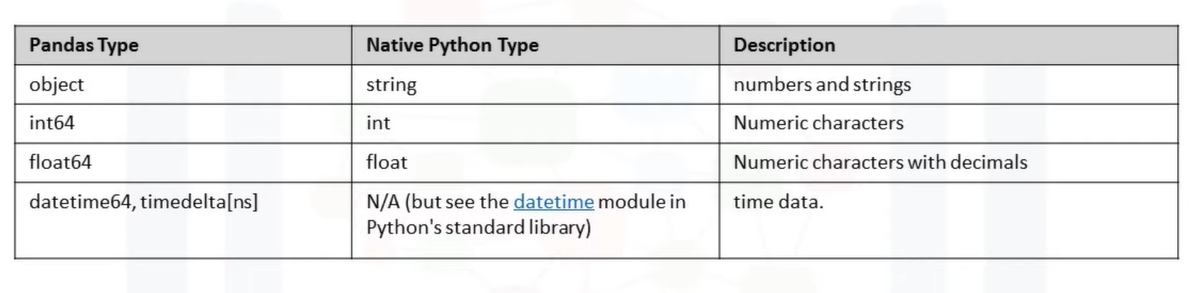 Pandas Type Native Python Type Description
object string numbers and strings
int64 int Numeric characters
float64 float Numeric characters with decimals
datetime64, timedelta[ns] N/A (but see the datetime module in time data.
Python's standard library)